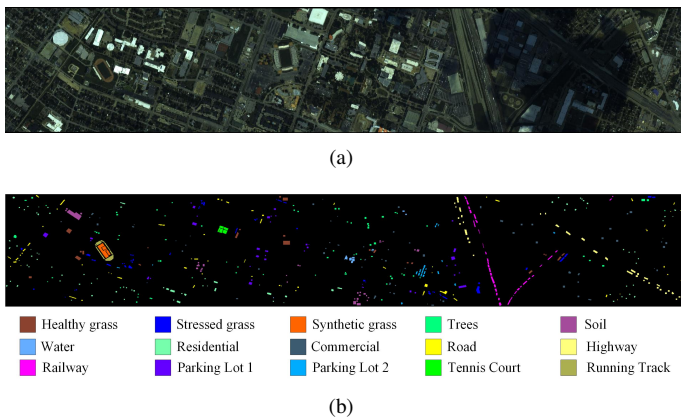 (a)
Healthy grass Stressed grass Synthetic grass Trees Soil
Water Residential Commercial Road Highway
Railway Parking Lot 1 Parking Lot 2 Tennis Court Running Track
(b)